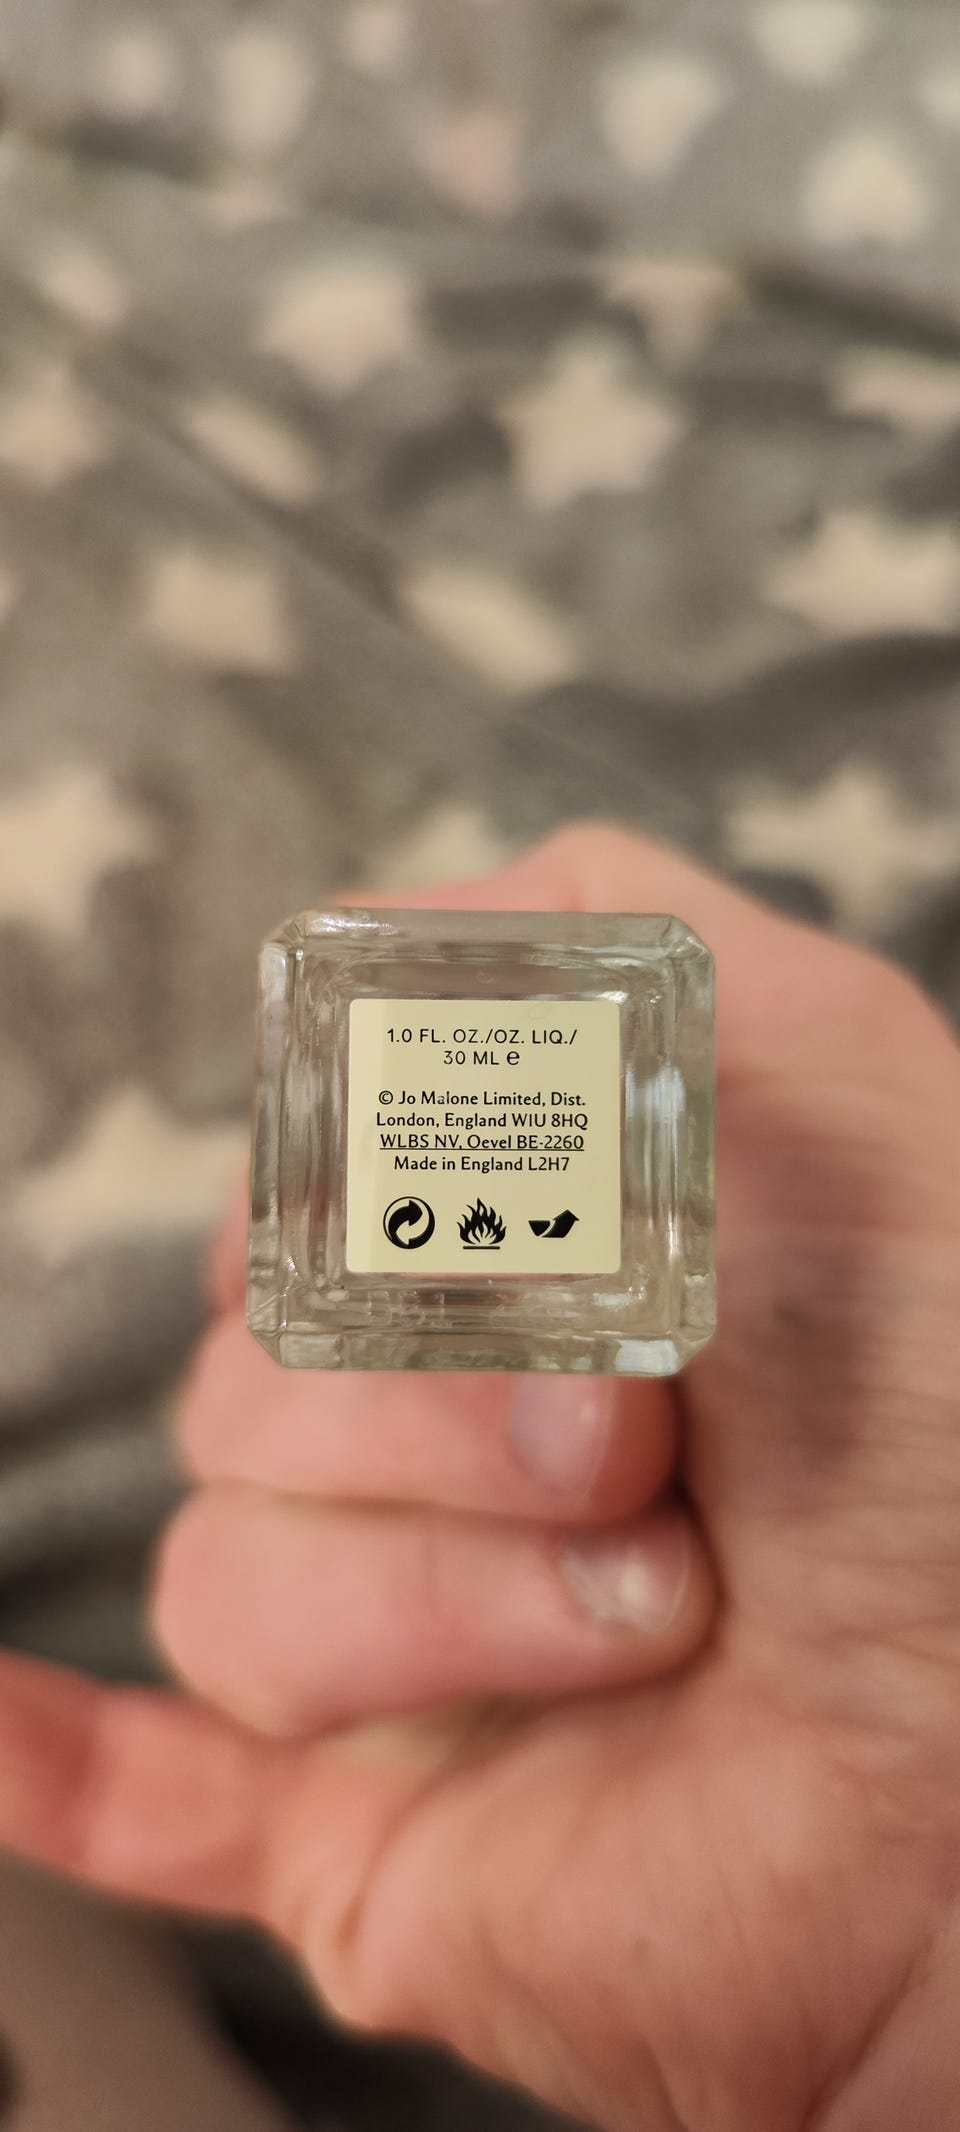 1.0 FL. OZ./OZ. LIQ./
30 ML ℮
© Jo Malone Limited, Dist.
London, England WIU 8HQ
WLBS NV, Oevel BE-2260
Made in England L2H7